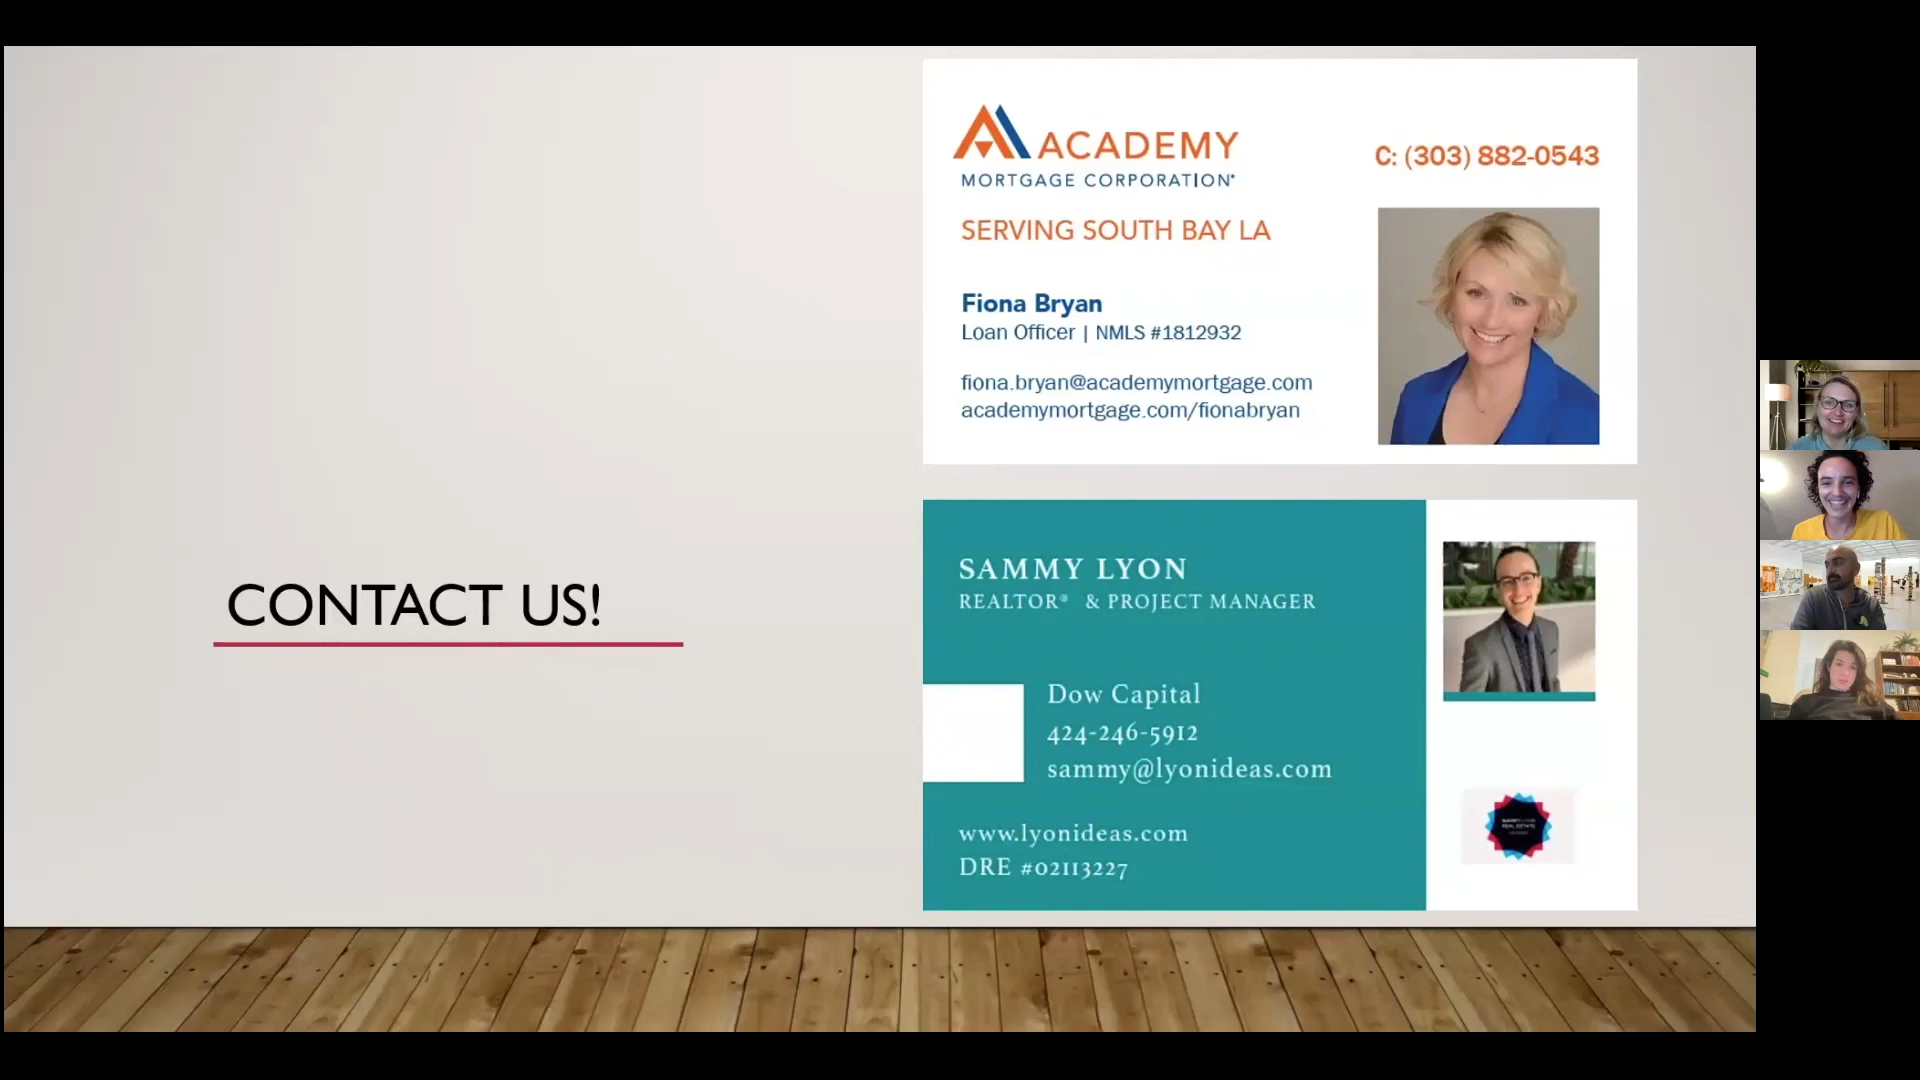 ACADEMY
MORTGAGE CORPORATION®
C: (303) 882-0543
SERVING SOUTH BAY LA
Fiona Bryan
Loan Officer | NMLS #1812932
fiona.bryan@academymortgage.com
academymortgage.com/fionabryan
CONTACT US!
SAMMY LYON
REALTOR® & PROJECT MANAGER
Dow Capital
424-246-5912
sammy@lyonideas.com
www.lyonideas.com
DRE #02113227